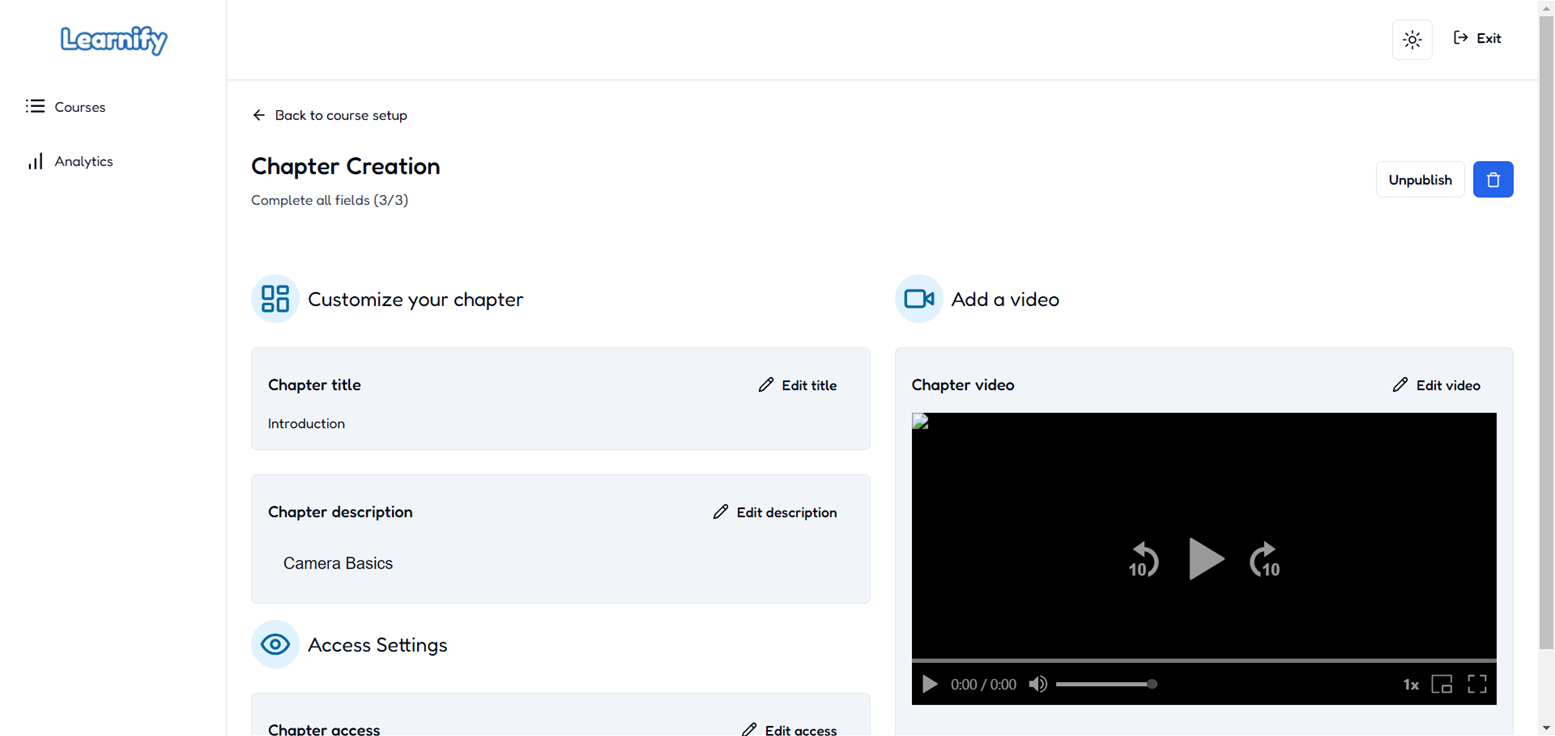 Learnify
Exit
Courses
Analytics
Back to course setup
Chapter Creation
Complete all fields (3/3)
Unpublish
Customize your chapter
Chapter title
Edit title
Introduction
Chapter description
Edit description
Camera Basics
Access Settings
Chapter access
Edit access
Add a video
Chapter video
Edit video
10
10
0:00 / 0:00
1x